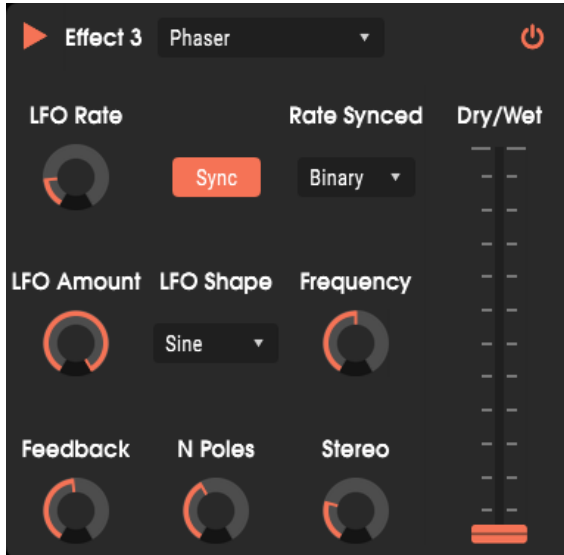 Effect 3 Phaser
LFO Rate Rate Synced Dry/Wet
Sync Binary
LFO Amount LFO Shape Frequency
Sine
Feedback N Poles Stereo